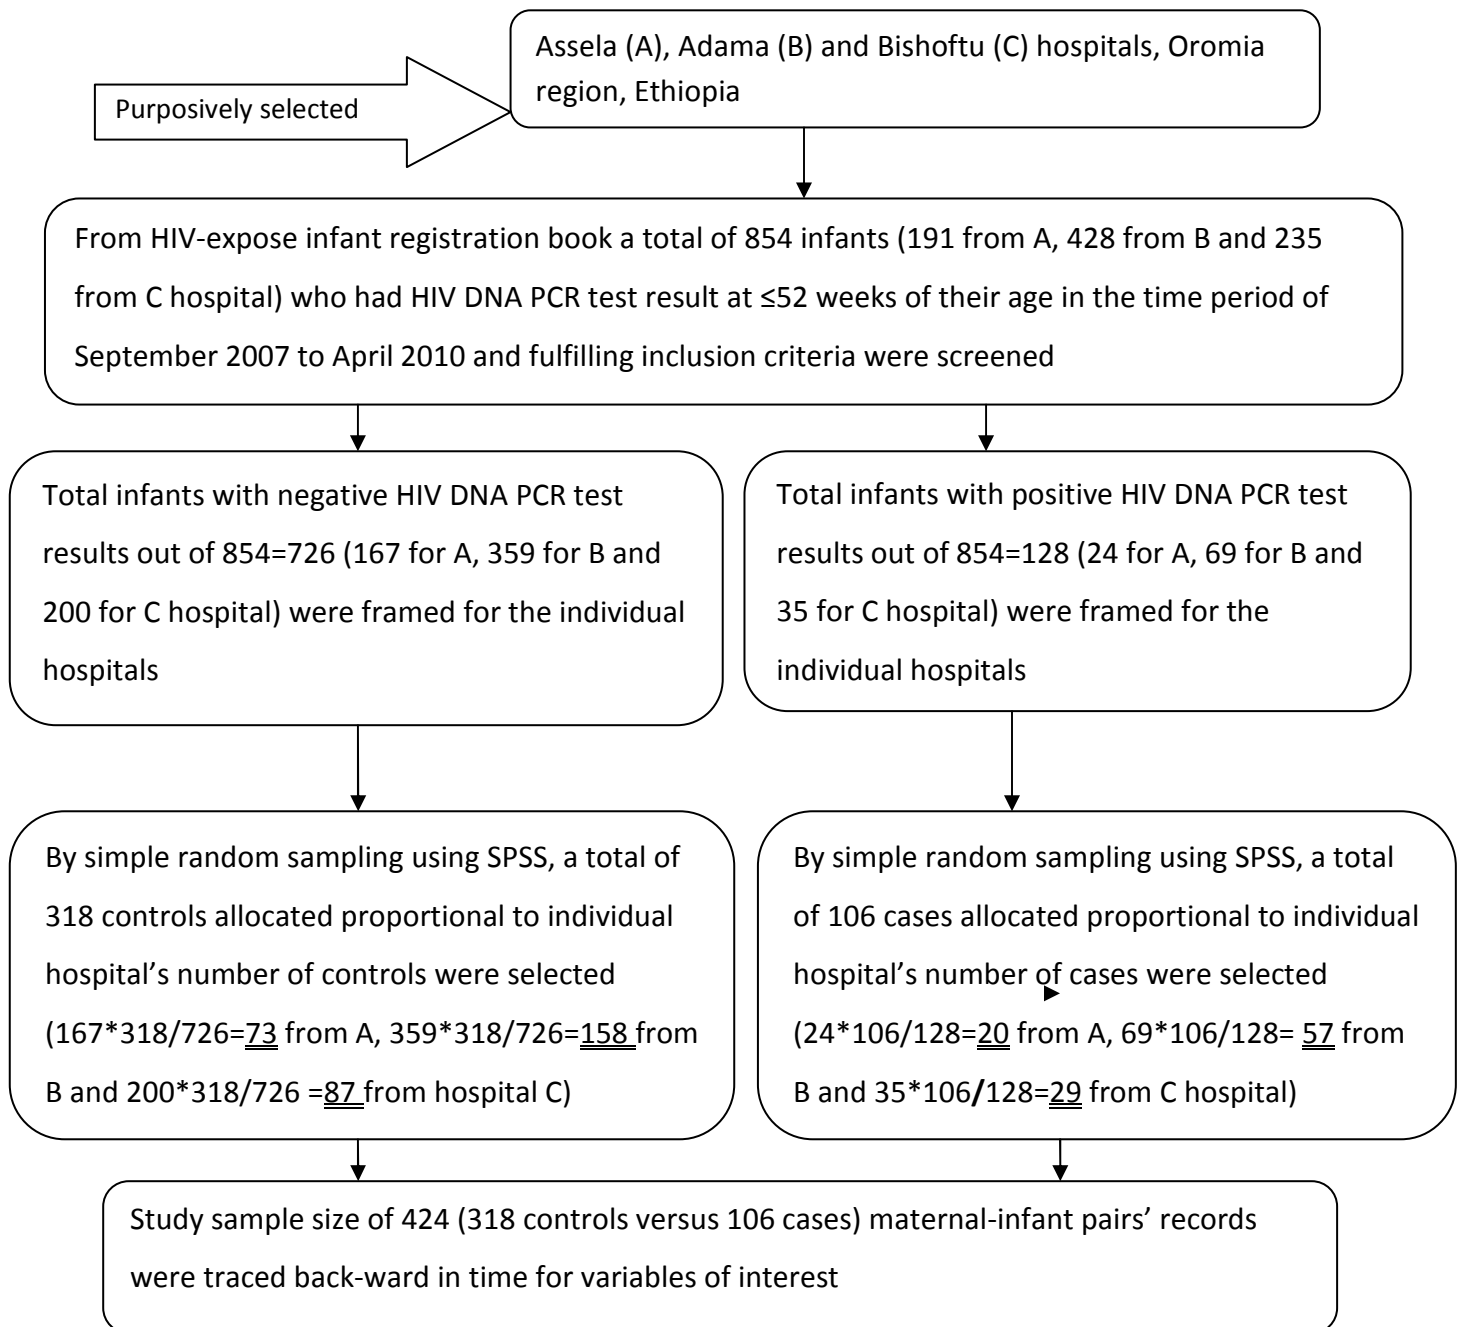 Assela (A), Adama (B) and Bishoftu (C) hospitals, Oromia
region, Ethiopia
Purposively selected
From HIV-expose infant registration book a total of 854 infants (191 from A, 428 from B and 235
from C hospital) who had HIV DNA PCR test result at ≤52 weeks of their age in the time period of
September 2007 to April 2010 and fulfilling inclusion criteria were screened
Total infants with negative HIV DNA PCR test
results out of 854=726 (167 for A, 359 for B and
200 for C hospital) were framed for the individual
hospitals
Total infants with positive HIV DNA PCR test
results out of 854=128 (24 for A, 69 for B and
35 for C hospital) were framed for the
individual hospitals
By simple random sampling using SPSS, a total of
318 controls allocated proportional to individual
hospital’s number of controls were selected
(167*318/726=73 from A, 359*318/726=158 from
B and 200*318/726 =87 from hospital C)
By simple random sampling using SPSS, a total
of 106 cases allocated proportional to individual
hospital’s number of cases were selected
(24*106/128=20 from A, 69*106/128= 57 from
B and 35*106/128=29 from C hospital)
Study sample size of 424 (318 controls versus 106 cases) maternal-infant pairs’ records
were traced back-ward in time for variables of interest